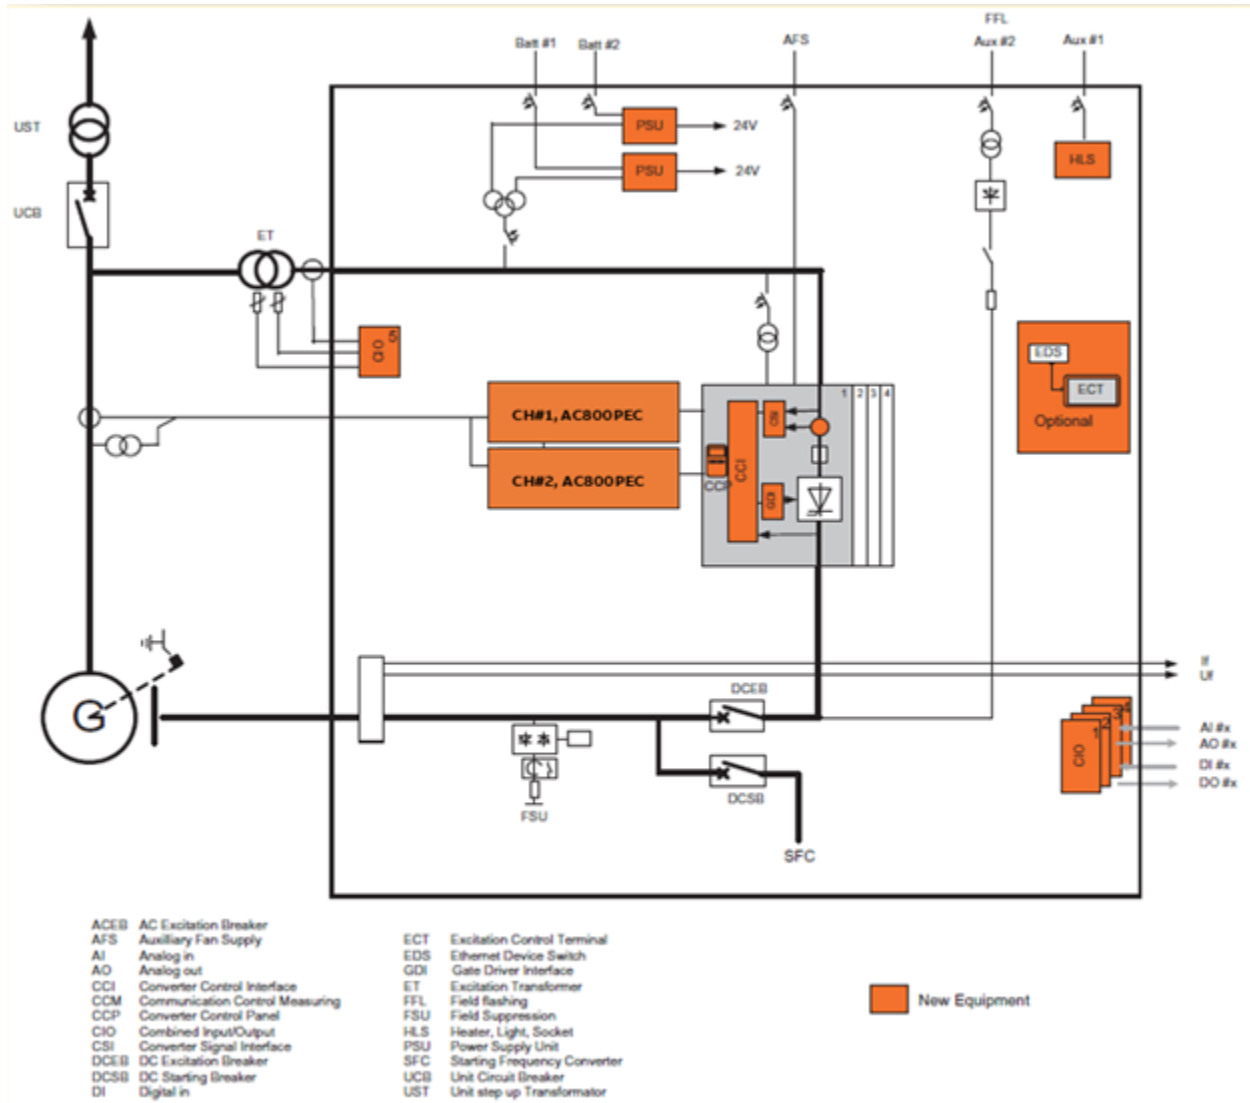 FFL
Batt #1 Batt #2 AFS Aux #2 Aux #1
UST
PSU 24V
PSU 24V
HLS
UCB
ET
CIO 5
EDS
ECT
Optional
1 2 3 4
CH#1, AC800PEC
CCI
CCP
CH#2, AC800PEC
If
Uf
DCEB
G
AI #x
AO #x
DI #x
DO #x
CIO 1 2 3 4
DCSB
FSU
SFC
ACEB AC Excitation Breaker
AFS Auxilliary Fan Supply
AI Analog in
AO Analog out
CCI Converter Control Interface
CCM Communication Control Measuring
CCP Converter Control Panel
CIO Combined Input/Output
CSI Converter Signal Interface
DCEB DC Excitation Breaker
DCSB DC Starting Breaker
DI Digital in
ECT Excitation Control Terminal
EDS Ethernet Device Switch
GDI Gate Driver Interface
ET Excitation Transformer
FFL Field flashing
FSU Field Suppression
HLS Heater, Light, Socket
PSU Power Supply Unit
SFC Starting Frequency Converter
UCB Unit Circuit Breaker
UST Unit step up Transformator
New Equipment